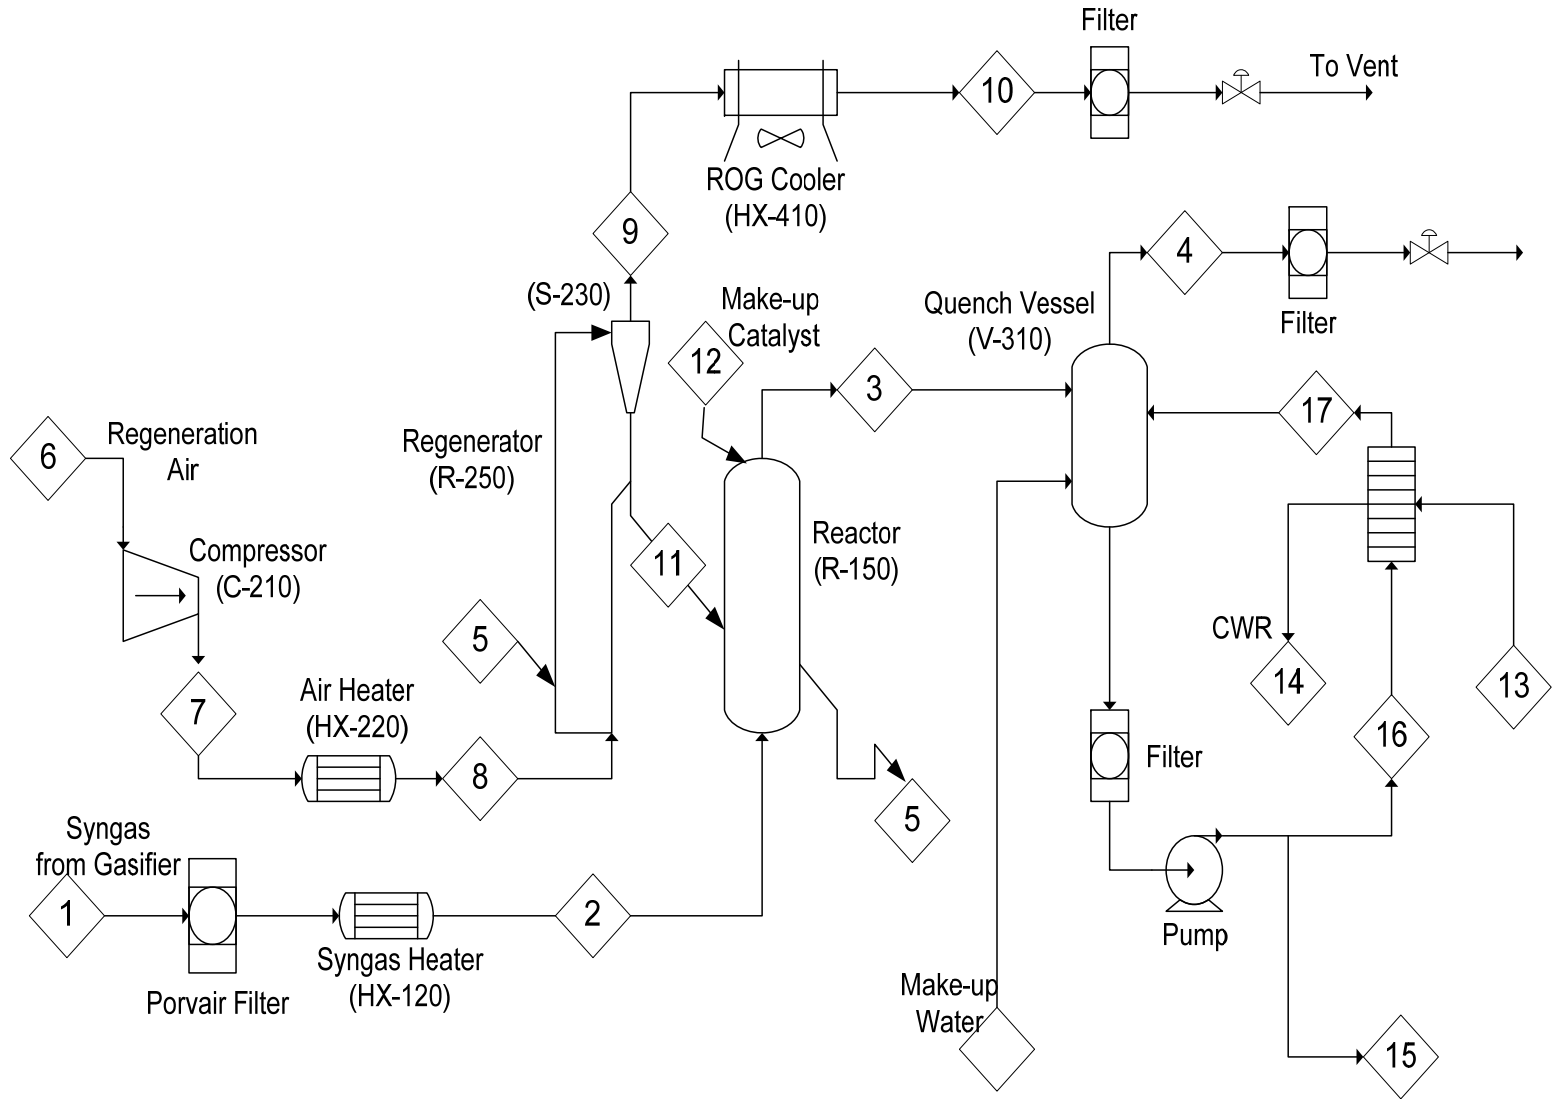 Filter
To Vent
10
ROG Cooler
(HX-410)
9
4
Filter
(S-230)
Make-up
Catalyst
12
Quench Vessel
(V-310)
3
17
6
Regeneration
Air
Regenerator
(R-250)
11
Reactor
(R-150)
Compressor
(C-210)
5
CWR
14
13
7
Air Heater
(HX-220)
8
16
Filter
5
Syngas
from Gasifier
1
2
Pump
Porvair Filter
Syngas Heater
(HX-120)
Make-up
Water
15